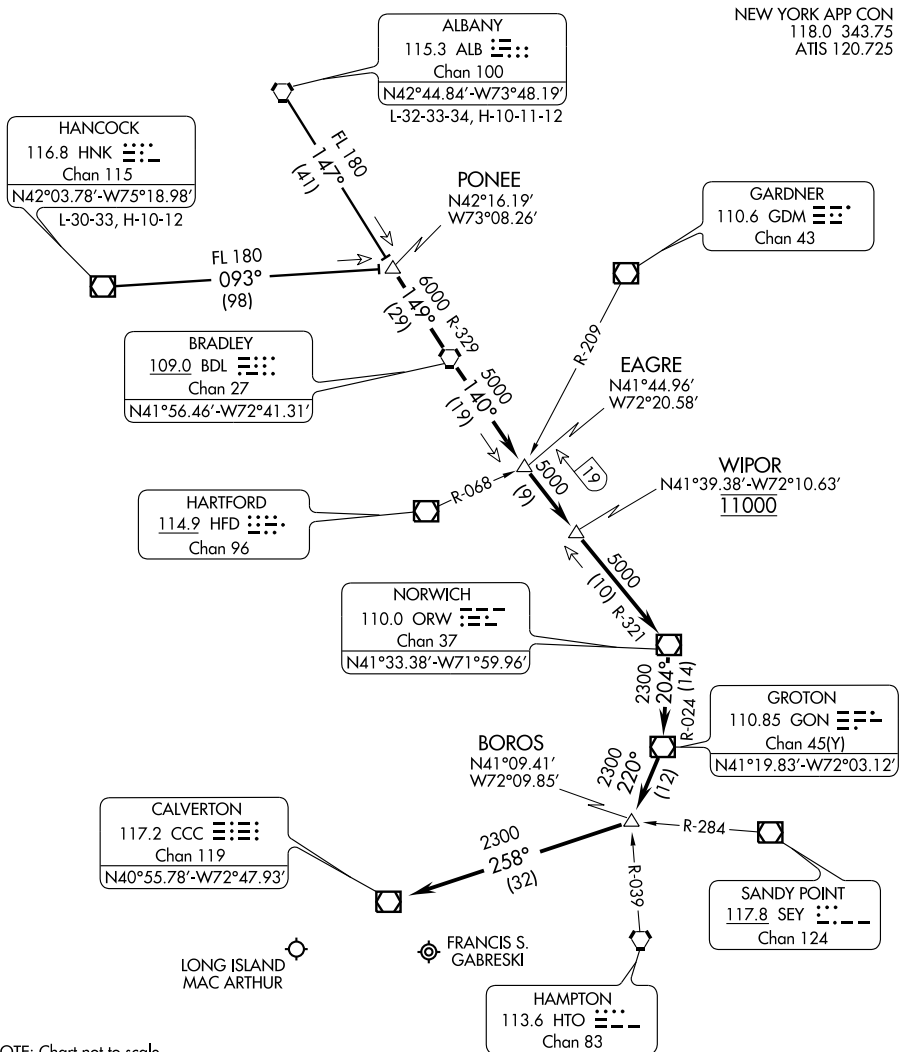 NEW YORK APP CON
118.0 343.75
ATIS 120.725
ALBANY
115.3 ALB
Chan 100
N42°44.84'-W73°48.19'
L-32-33-34, H-10-11-12
HANCOCK
116.8 HNK
Chan 115
N42°03.78'-W75°18.98'
L-30-33, H-10-12
FL 180
147°
(41)
PONEE
N42°16.19'
W73°08.26'
GARDNER
110.6 GDM
Chan 43
FL 180
093°
(98)
6000
149°
(29)
R-329
R-209
BRADLEY
109.0 BDL
Chan 27
N41°56.46'-W72°41.31'
5000
140°
(19)
EAGRE
N41°44.96'
W72°20.58'
19
5000
(9)
WIPOR
N41°39.38'-W72°10.63'
11000
HARTFORD
114.9 HFD
Chan 96
R-068
5000
(10)
R-321
NORWICH
110.0 ORW
Chan 37
N41°33.38'-W71°59.96'
2300
204°
(14)
R-024
GROTON
110.85 GON
Chan 45(Y)
N41°19.83'-W72°03.12'
BOROS
N41°09.41'
W72°09.85'
2300
220°
(12)
CALVERTON
117.2 CCC
Chan 119
N40°55.78'-W72°47.93'
2300
258°
(32)
R-284
R-039
SANDY POINT
117.8 SEY
Chan 124
LONG ISLAND
MAC ARTHUR
FRANCIS S.
GABRESKI
HAMPTON
113.6 HTO
Chan 83
OTE: Chart not to scale